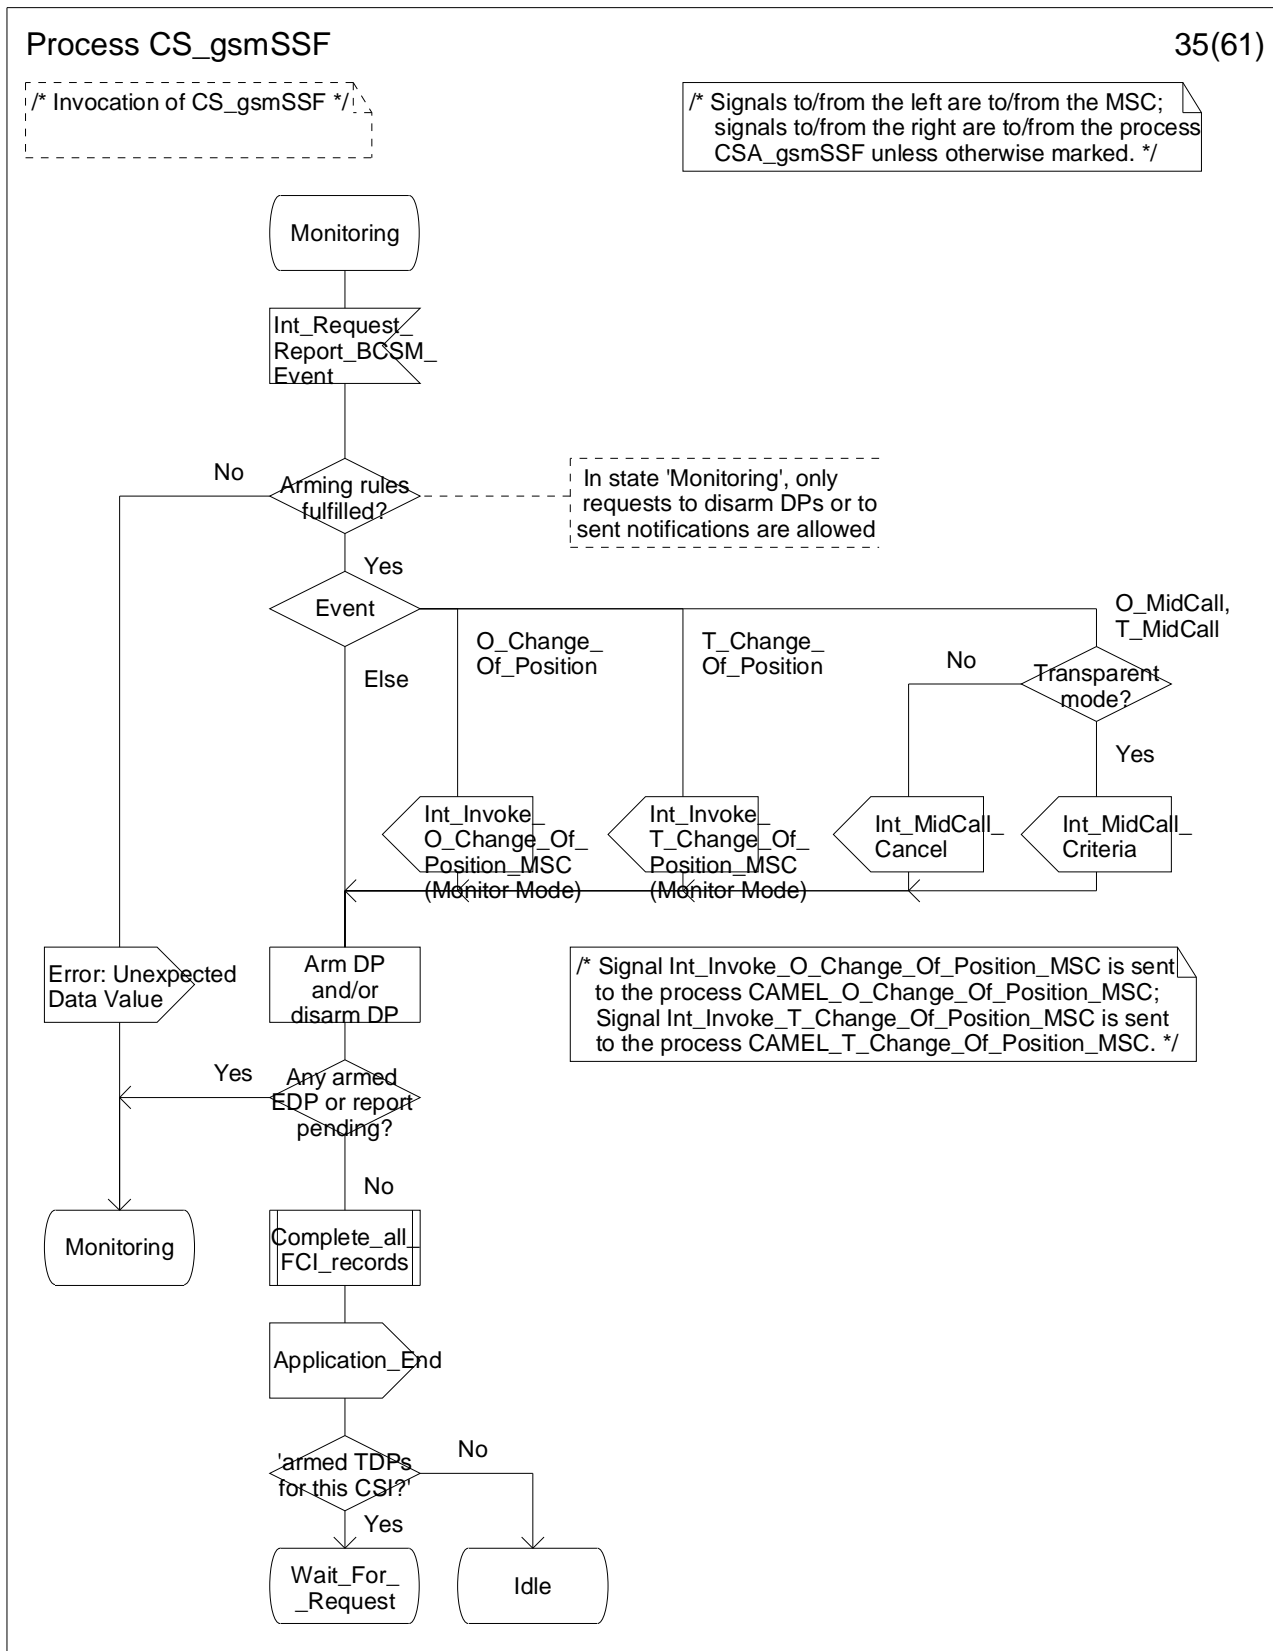 Process CS_gsmSSF
35(61)
/* Invocation of CS_gsmSSF */
/* Signals to/from the left are to/from the MSC;
signals to/from the right are to/from the process
CSA_gsmSSF unless otherwise marked. */
Monitoring
Int_Request_
Report_BCSM_
Event
No
Arming rules
fulfilled?
In state 'Monitoring', only
requests to disarm DPs or to
sent notifications are allowed
Yes
Event
O_Change_
Of_Position
T_Change_
Of_Position
O_MidCall,
T_MidCall
Else
No
Transparent
mode?
Yes
Int_Invoke_
O_Change_Of_
Position_MSC
(Monitor Mode)
Int_Invoke_
T_Change_Of_
Position_MSC
(Monitor Mode)
Int_MidCall_
Cancel
Int_MidCall_
Criteria
Error: Unexpected
Data Value
Arm DP
and/or
disarm DP
/* Signal Int_Invoke_O_Change_Of_Position_MSC is sent
to the process CAMEL_O_Change_Of_Position_MSC;
Signal Int_Invoke_T_Change_Of_Position_MSC is sent
to the process CAMEL_T_Change_Of_Position_MSC. */
Yes
Any armed
EDP or report
pending?
No
Monitoring
Complete_all_
FCI_records
Application_End
'armed TDPs
for this CSI?'
No
Yes
Wait_For_
_Request
Idle